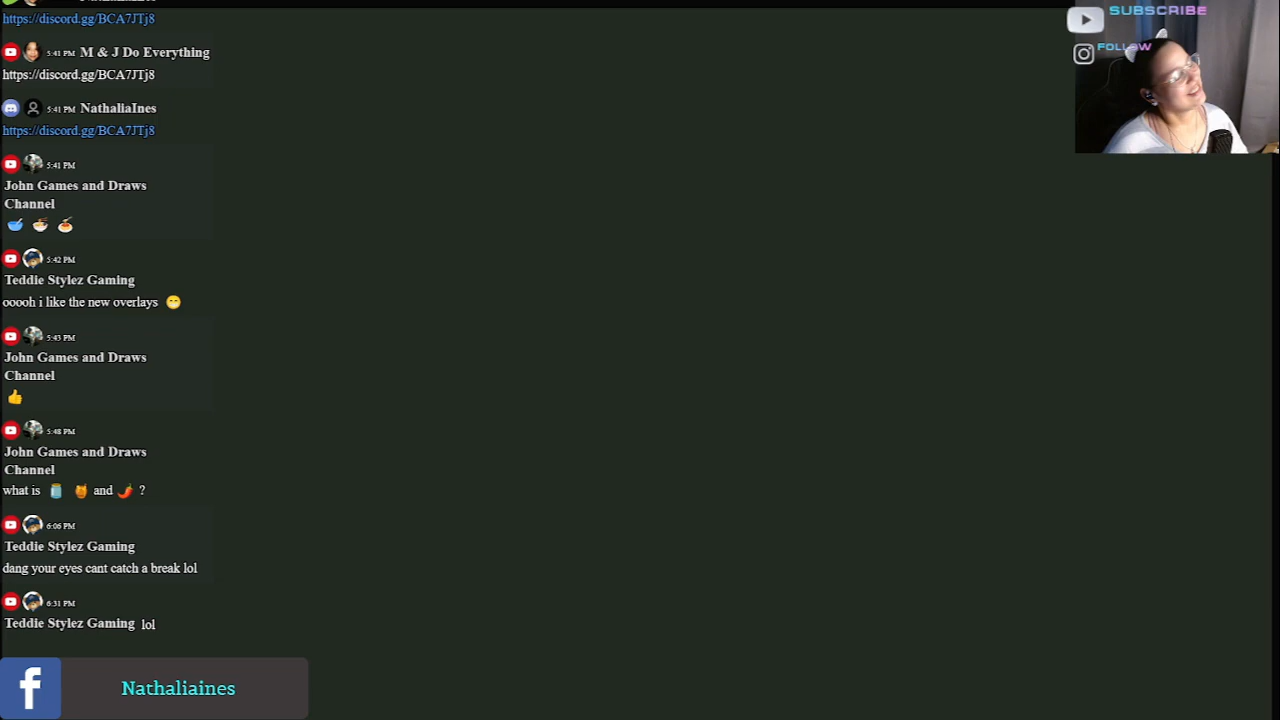 https://discord.gg/BCA7JTj8
5:41 PM M & J Do Everything
https://discord.gg/BCA7JTj8
5:41 PM NathaliaInes
https://discord.gg/BCA7JTj8
5:41 PM
John Games and Draws
Channel
5:42 PM
Teddie Stylez Gaming
ooooh i like the new overlays
5:43 PM
John Games and Draws
Channel
5:48 PM
John Games and Draws
Channel
what is 🫙 🍯 and 🌶️ ?
6:06 PM
Teddie Stylez Gaming
dang your eyes cant catch a break lol
6:31 PM
Teddie Stylez Gaming lol
Nathaliaines
SUBSCRIBE
FOLLOW